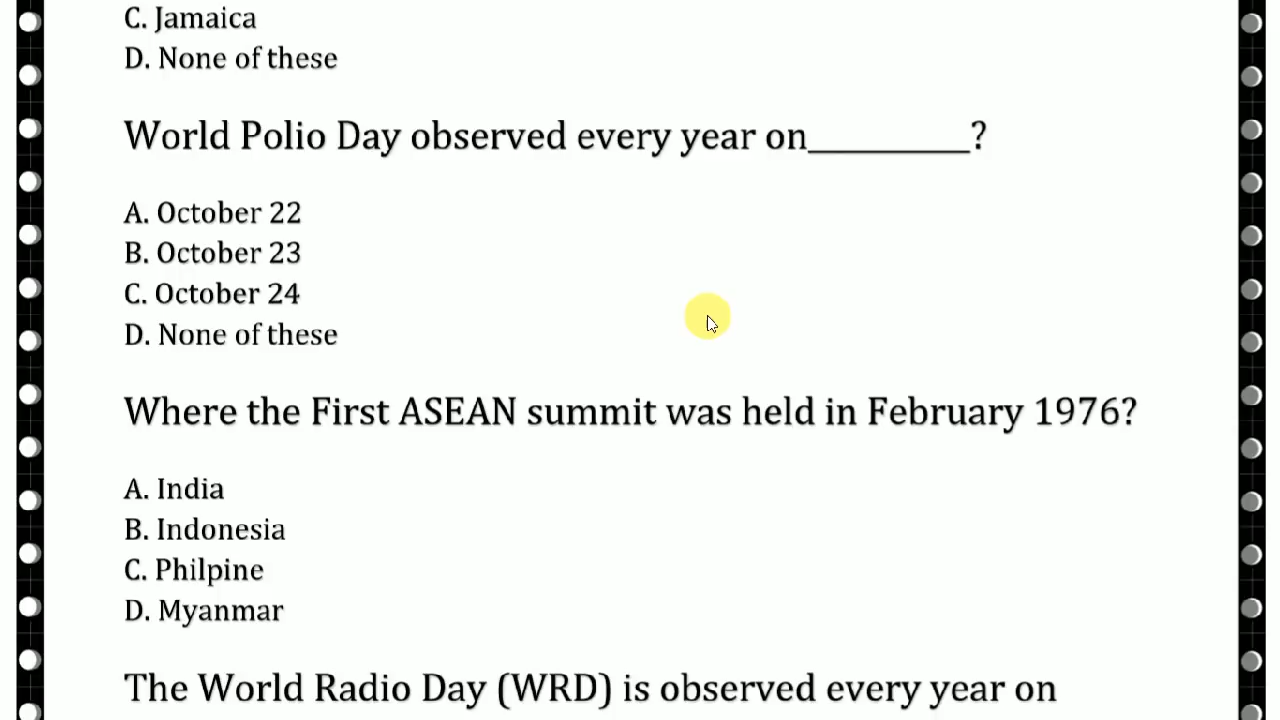 C. Jamaica
D. None of these
World Polio Day observed every year on__________?
A. October 22
B. October 23
C. October 24
D. None of these
Where the First ASEAN summit was held in February 1976?
A. India
B. Indonesia
C. Philpine
D. Myanmar
The World Radio Day (WRD) is observed every year on